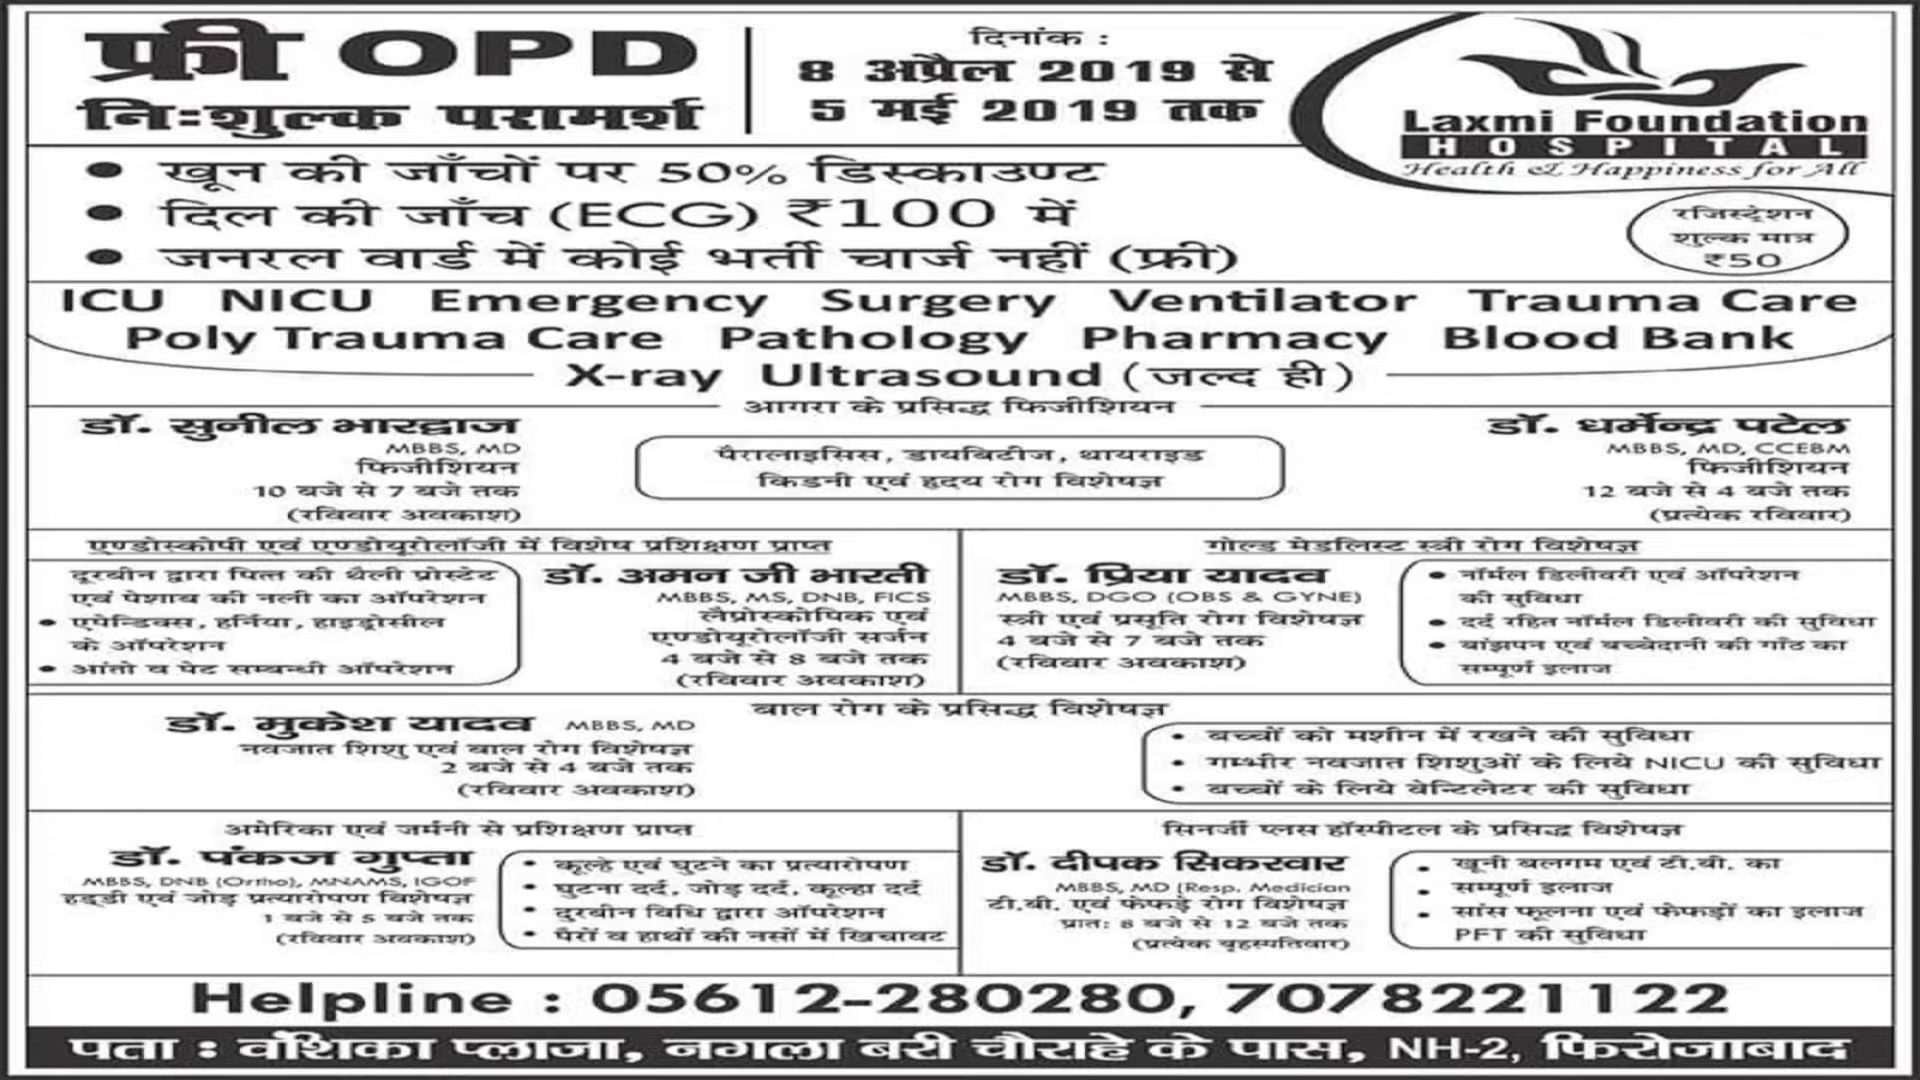 फ्री OPD
निःशुल्क परामर्श
दिनांक :
8 अप्रैल 2019 से
5 मई 2019 तक
Laxmi Foundation
HOSPITAL
Health & Happiness for All
• खून की जाँचों पर 50% डिस्काउण्ट
• दिल की जाँच (ECG) ₹100 में
• जनरल वार्ड में कोई भर्ती चार्ज नहीं (फ्री)
रजिस्ट्रेशन
शुल्क मात्र
₹50
ICU NICU Emergency Surgery Ventilator Trauma Care
Poly Trauma Care Pathology Pharmacy Blood Bank
X-ray Ultrasound (जल्द ही)
आगरा के प्रसिद्ध फिजीशियन
डॉ. सुनील भारद्वाज
MBBS, MD
फिजीशियन
10 बजे से 7 बजे तक
(रविवार अवकाश)
पैरालाइसिस, डायबिटीज, थायराइड
किडनी एवं हृदय रोग विशेषज्ञ
डॉ. धर्मेन्द्र पटेल
MBBS, MD, CCEBM
फिजीशियन
12 बजे से 4 बजे तक
(प्रत्येक रविवार)
एण्डोस्कोपी एवं एण्डोयूरोलॉजी में विशेष प्रशिक्षण प्राप्त
दूरबीन द्वारा पित्त की थैली प्रोस्टेट
एवं पेशाब की नली का ऑपरेशन
• एपेन्डिक्स, हर्निया, हाइड्रोसील
के ऑपरेशन
• आंतो व पेट सम्बन्धी ऑपरेशन
डॉ. अमन जी भारती
MBBS, MS, DNB, FICS
लैप्रोस्कोपिक एवं
एण्डोयूरोलॉजी सर्जन
4 बजे से 8 बजे तक
(रविवार अवकाश)
गोल्ड मेडलिस्ट स्त्री रोग विशेषज्ञ
डॉ. प्रिया यादव
MBBS, DGO (OBS & GYNE)
स्त्री एवं प्रसूति रोग विशेषज्ञ
4 बजे से 7 बजे तक
(रविवार अवकाश)
• नॉर्मल डिलीवरी एवं ऑपरेशन
की सुविधा
• दर्द रहित नॉर्मल डिलीवरी की सुविधा
• बांझपन एवं बच्चेदानी की गाँठ का
सम्पूर्ण इलाज
बाल रोग के प्रसिद्ध विशेषज्ञ
डॉ. मुकेश यादव MBBS, MD
नवजात शिशु एवं बाल रोग विशेषज्ञ
2 बजे से 4 बजे तक
(रविवार अवकाश)
• बच्चों को मशीन में रखने की सुविधा
• गम्भीर नवजात शिशुओं के लिये NICU की सुविधा
• बच्चों के लिये वेन्टिलेटर की सुविधा
अमेरिका एवं जर्मनी से प्रशिक्षण प्राप्त
डॉ. पंकज गुप्ता
MBBS, DNB (Ortho), MNAMS, IGOF
हड्डी एवं जोड़ प्रत्यारोपण विशेषज्ञ
1 बजे से 5 बजे तक
(रविवार अवकाश)
• कूल्हे एवं घुटने का प्रत्यारोपण
• घुटना दर्द, जोड़ दर्द, कूल्हा दर्द
• दुरबीन विधि द्वारा ऑपरेशन
• पैरों व हाथों की नसों में खिचावट
सिनर्जी प्लस हॉस्पीटल के प्रसिद्ध विशेषज्ञ
डॉ. दीपक सिकरवार
MBBS, MD (Resp. Medician
टी.बी. एवं फेफड़े रोग विशेषज्ञ
प्रात: 8 बजे से 12 बजे तक
(प्रत्येक बृहस्पतिवार)
• खूनी बलगम एवं टी.बी. का
• सम्पूर्ण इलाज
• सांस फूलना एवं फेफड़ों का इलाज
PFT की सुविधा
Helpline : 05612-280280, 7078221122
पता : वंशिका प्लाजा, नगला बरी चौराहे के पास, NH-2, फिरोजाबाद